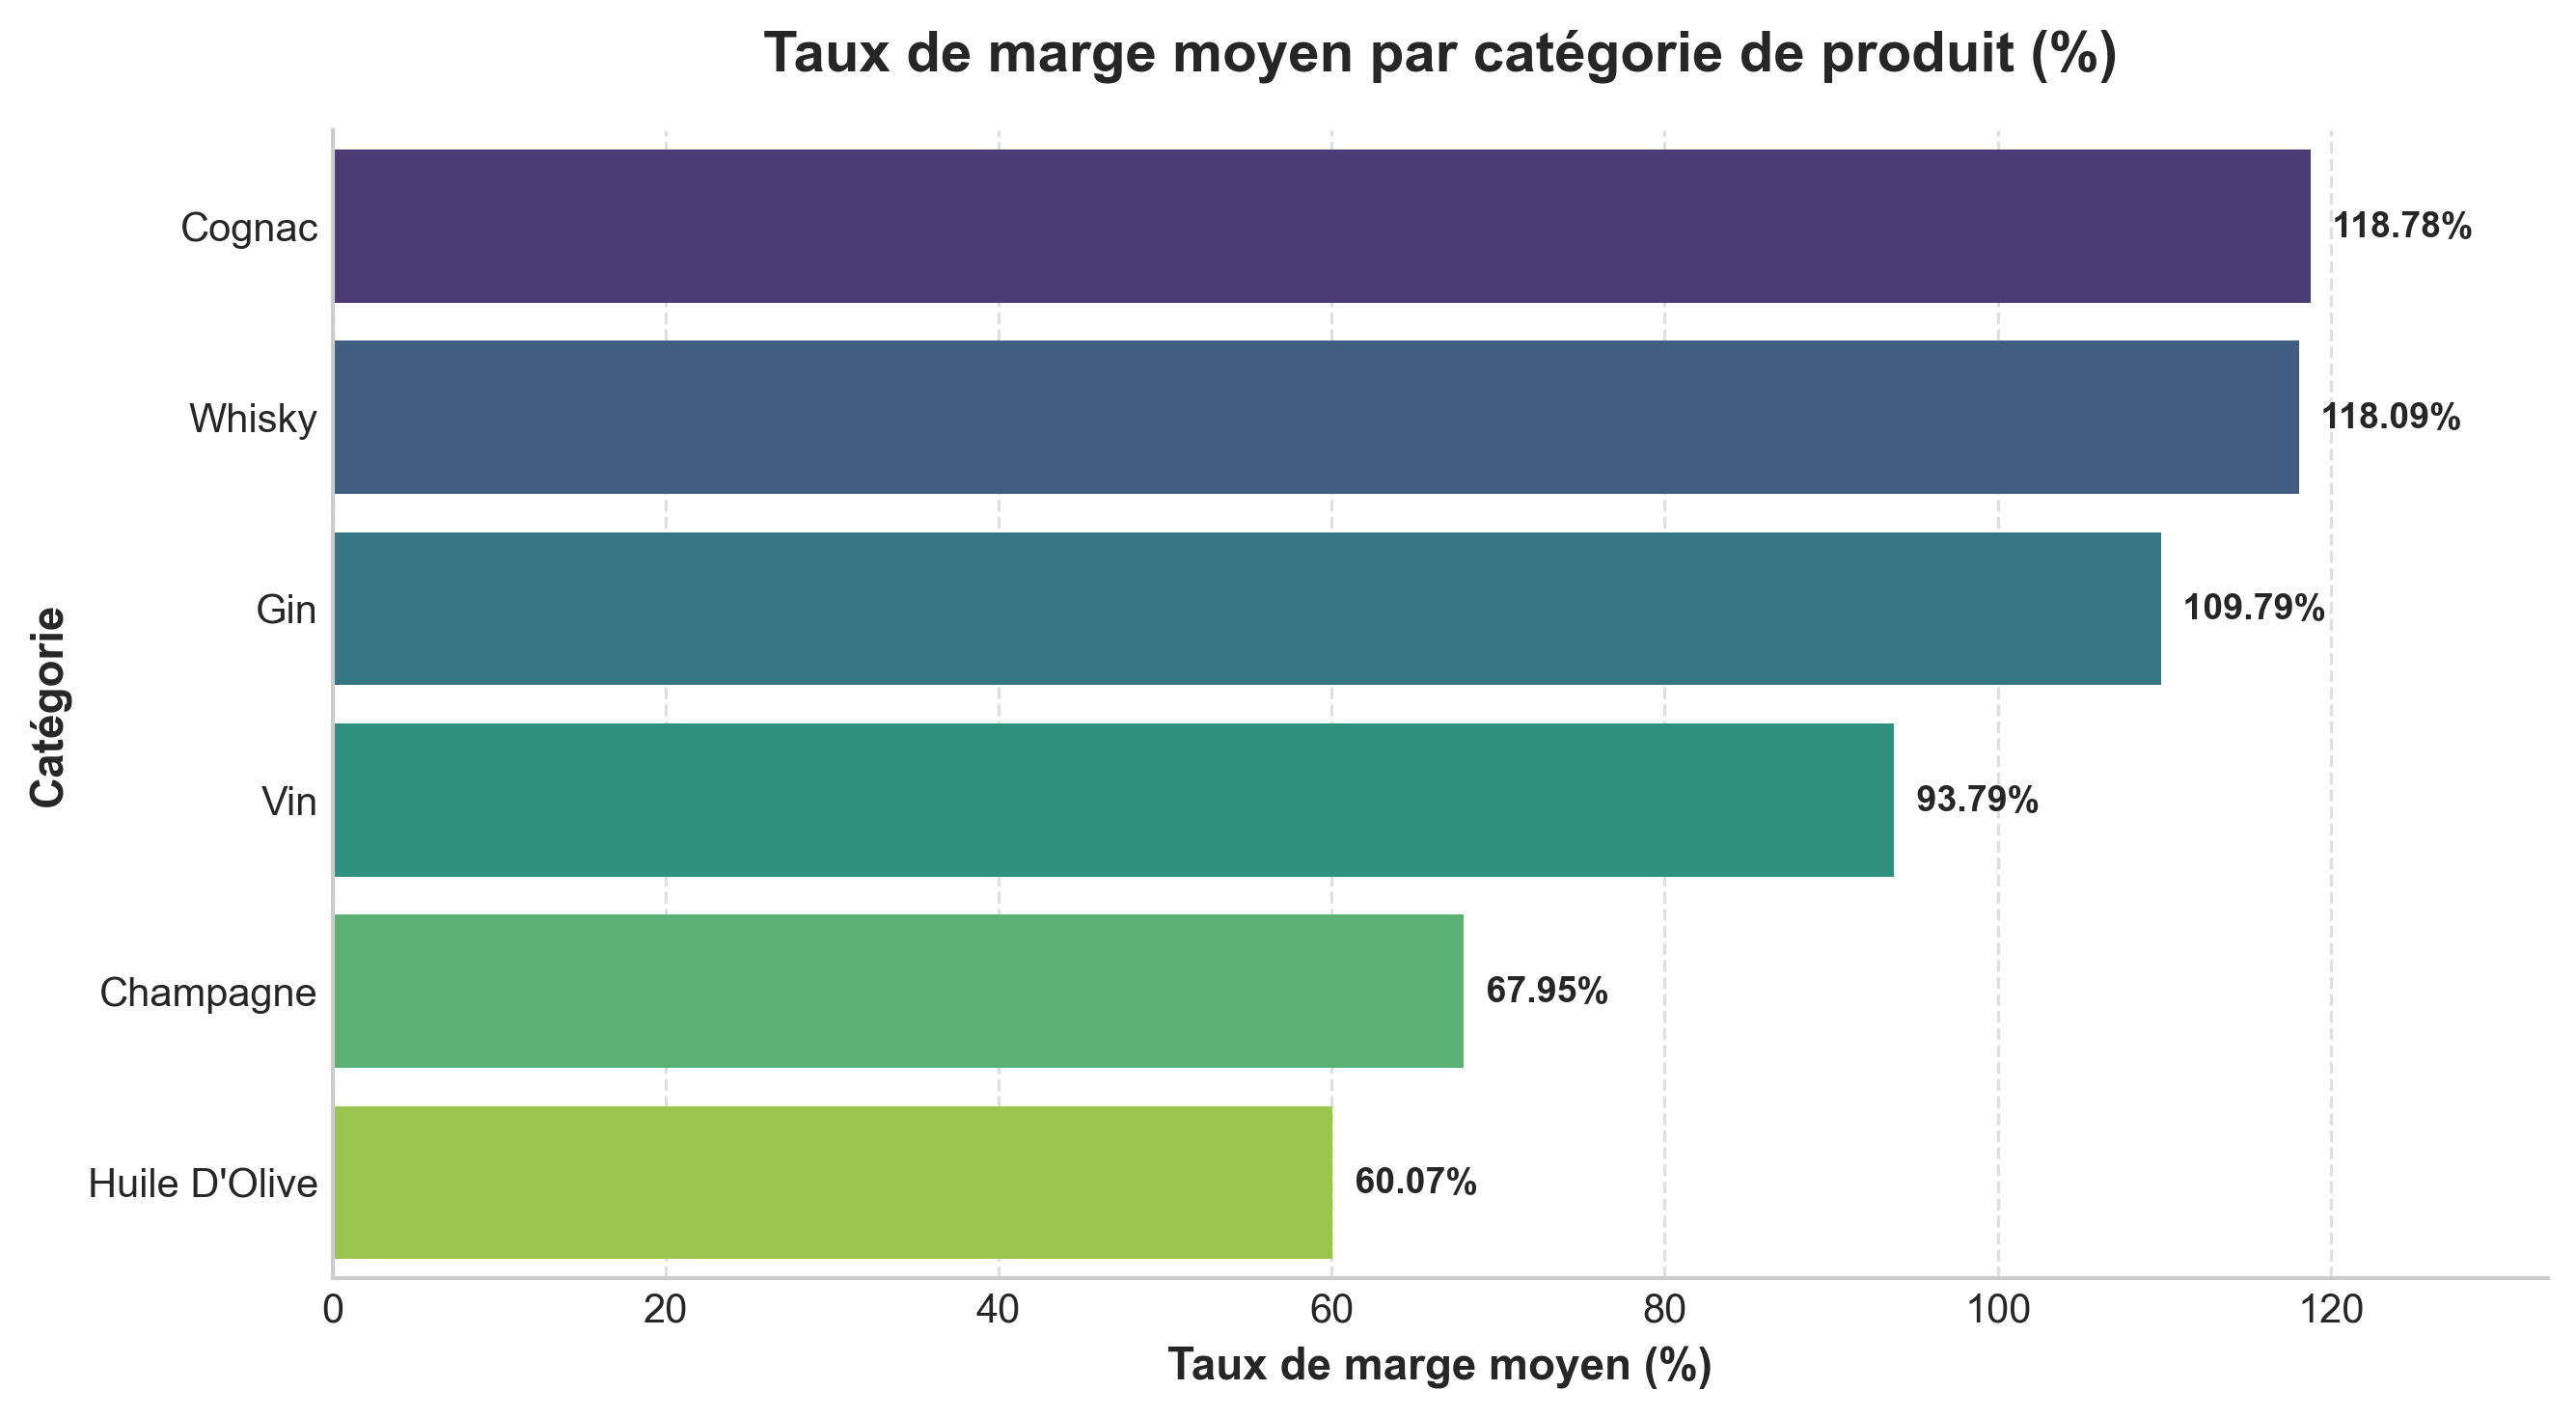 Taux de marge moyen par catégorie de produit (%)
Catégorie
Cognac
118.78%
Whisky
118.09%
Gin
109.79%
Vin
93.79%
Champagne
67.95%
Huile D'Olive
60.07%
0 20 40 60 80 100 120
Taux de marge moyen (%)